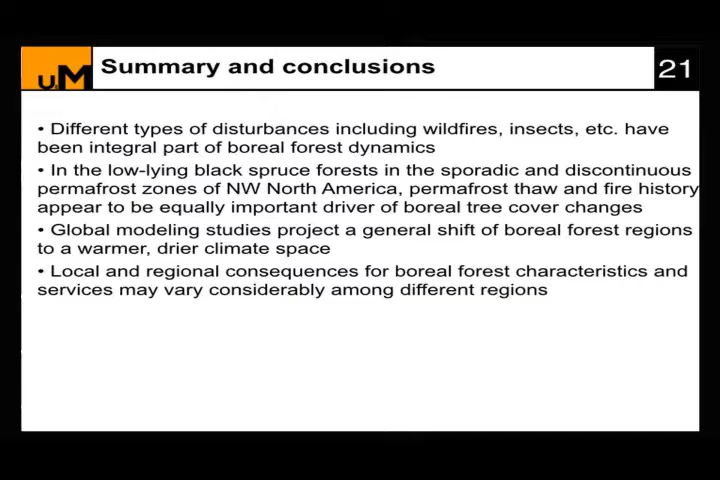 UM Summary and conclusions 21
• Different types of disturbances including wildfires, insects, etc. have
been integral part of boreal forest dynamics
• In the low-lying black spruce forests in the sporadic and discontinuous
permafrost zones of NW North America, permafrost thaw and fire history
appear to be equally important driver of boreal tree cover changes
• Global modeling studies project a general shift of boreal forest regions
to a warmer, drier climate space
• Local and regional consequences for boreal forest characteristics and
services may vary considerably among different regions